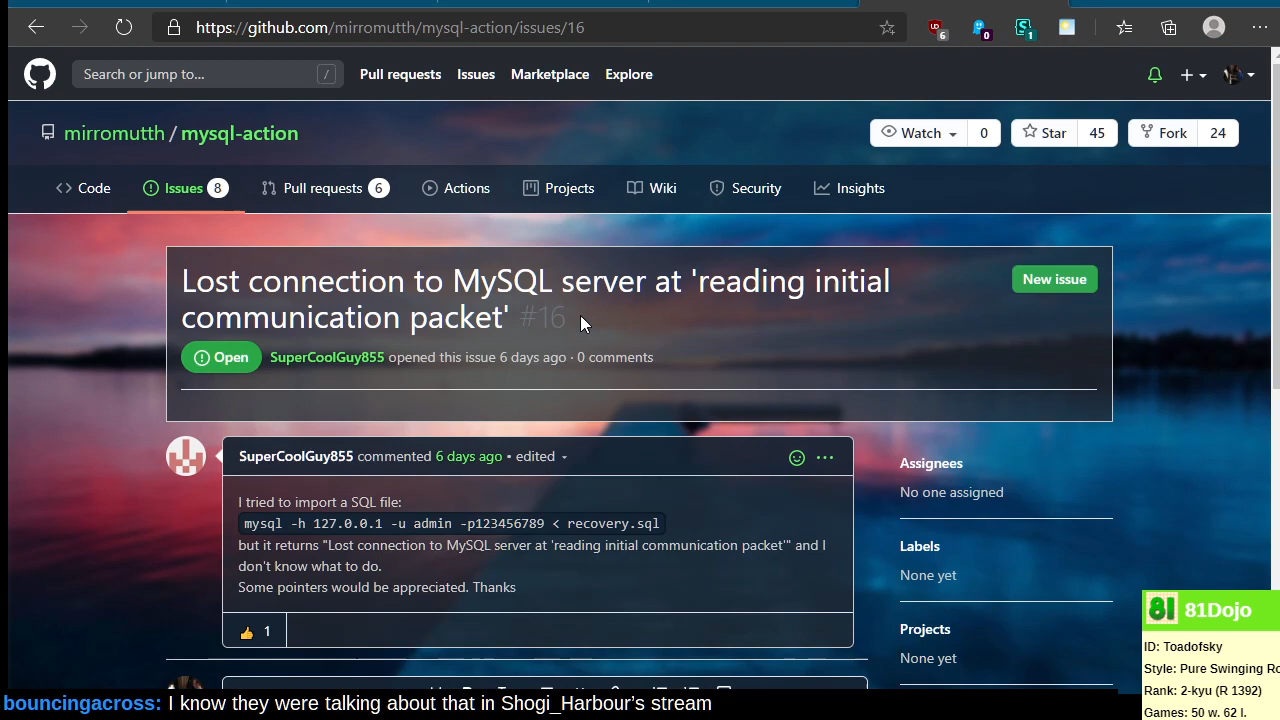 https://github.com/mirromutth/mysql-action/issues/16
6
0
1
Search or jump to...
/
Pull requests
Issues
Marketplace
Explore
mirromutth / mysql-action
Watch
0
Star
45
Fork
24
Code
Issues 8
Pull requests 6
Actions
Projects
Wiki
Security
Insights
Lost connection to MySQL server at 'reading initial
communication packet' #16
New issue
Open
SuperCoolGuy855 opened this issue 6 days ago · 0 comments
SuperCoolGuy855 commented 6 days ago • edited
I tried to import a SQL file:
mysql -h 127.0.0.1 -u admin -p123456789 < recovery.sql
but it returns "Lost connection to MySQL server at 'reading initial communication packet'" and I
don't know what to do.
Some pointers would be appreciated. Thanks
1
Assignees
No one assigned
Labels
None yet
Projects
None yet
81 81Dojo
ID: Toadofsky
Style: Pure Swinging Ro
Rank: 2-kyu (R 1392)
Games: 50 w. 62 l.
bouncingacross: I know they were talking about that in Shogi_Harbour's stream